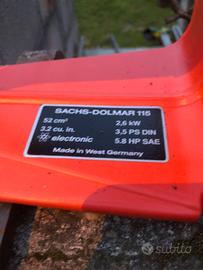 SACHS-DOLMAR 115
52 cm³ 2,6 kW
3.2 cu. in. 3,5 PS DIN
electronic 5.8 HP SAE
Made in West Germany
subito